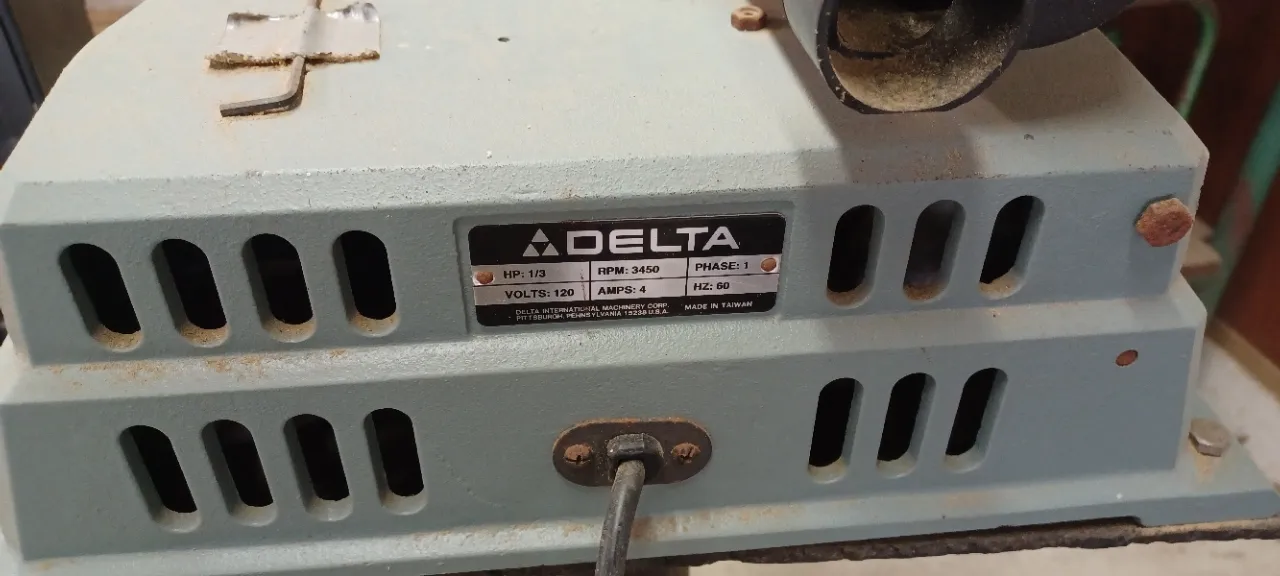 DELTA
HP: 1/3 RPM: 3450 PHASE: 1
VOLTS: 120 AMPS: 4 HZ: 60
DELTA INTERNATIONAL MACHINERY CORP. MADE IN TAIWAN
PITTSBURGH, PENNSYLVANIA 15238 U.S.A.